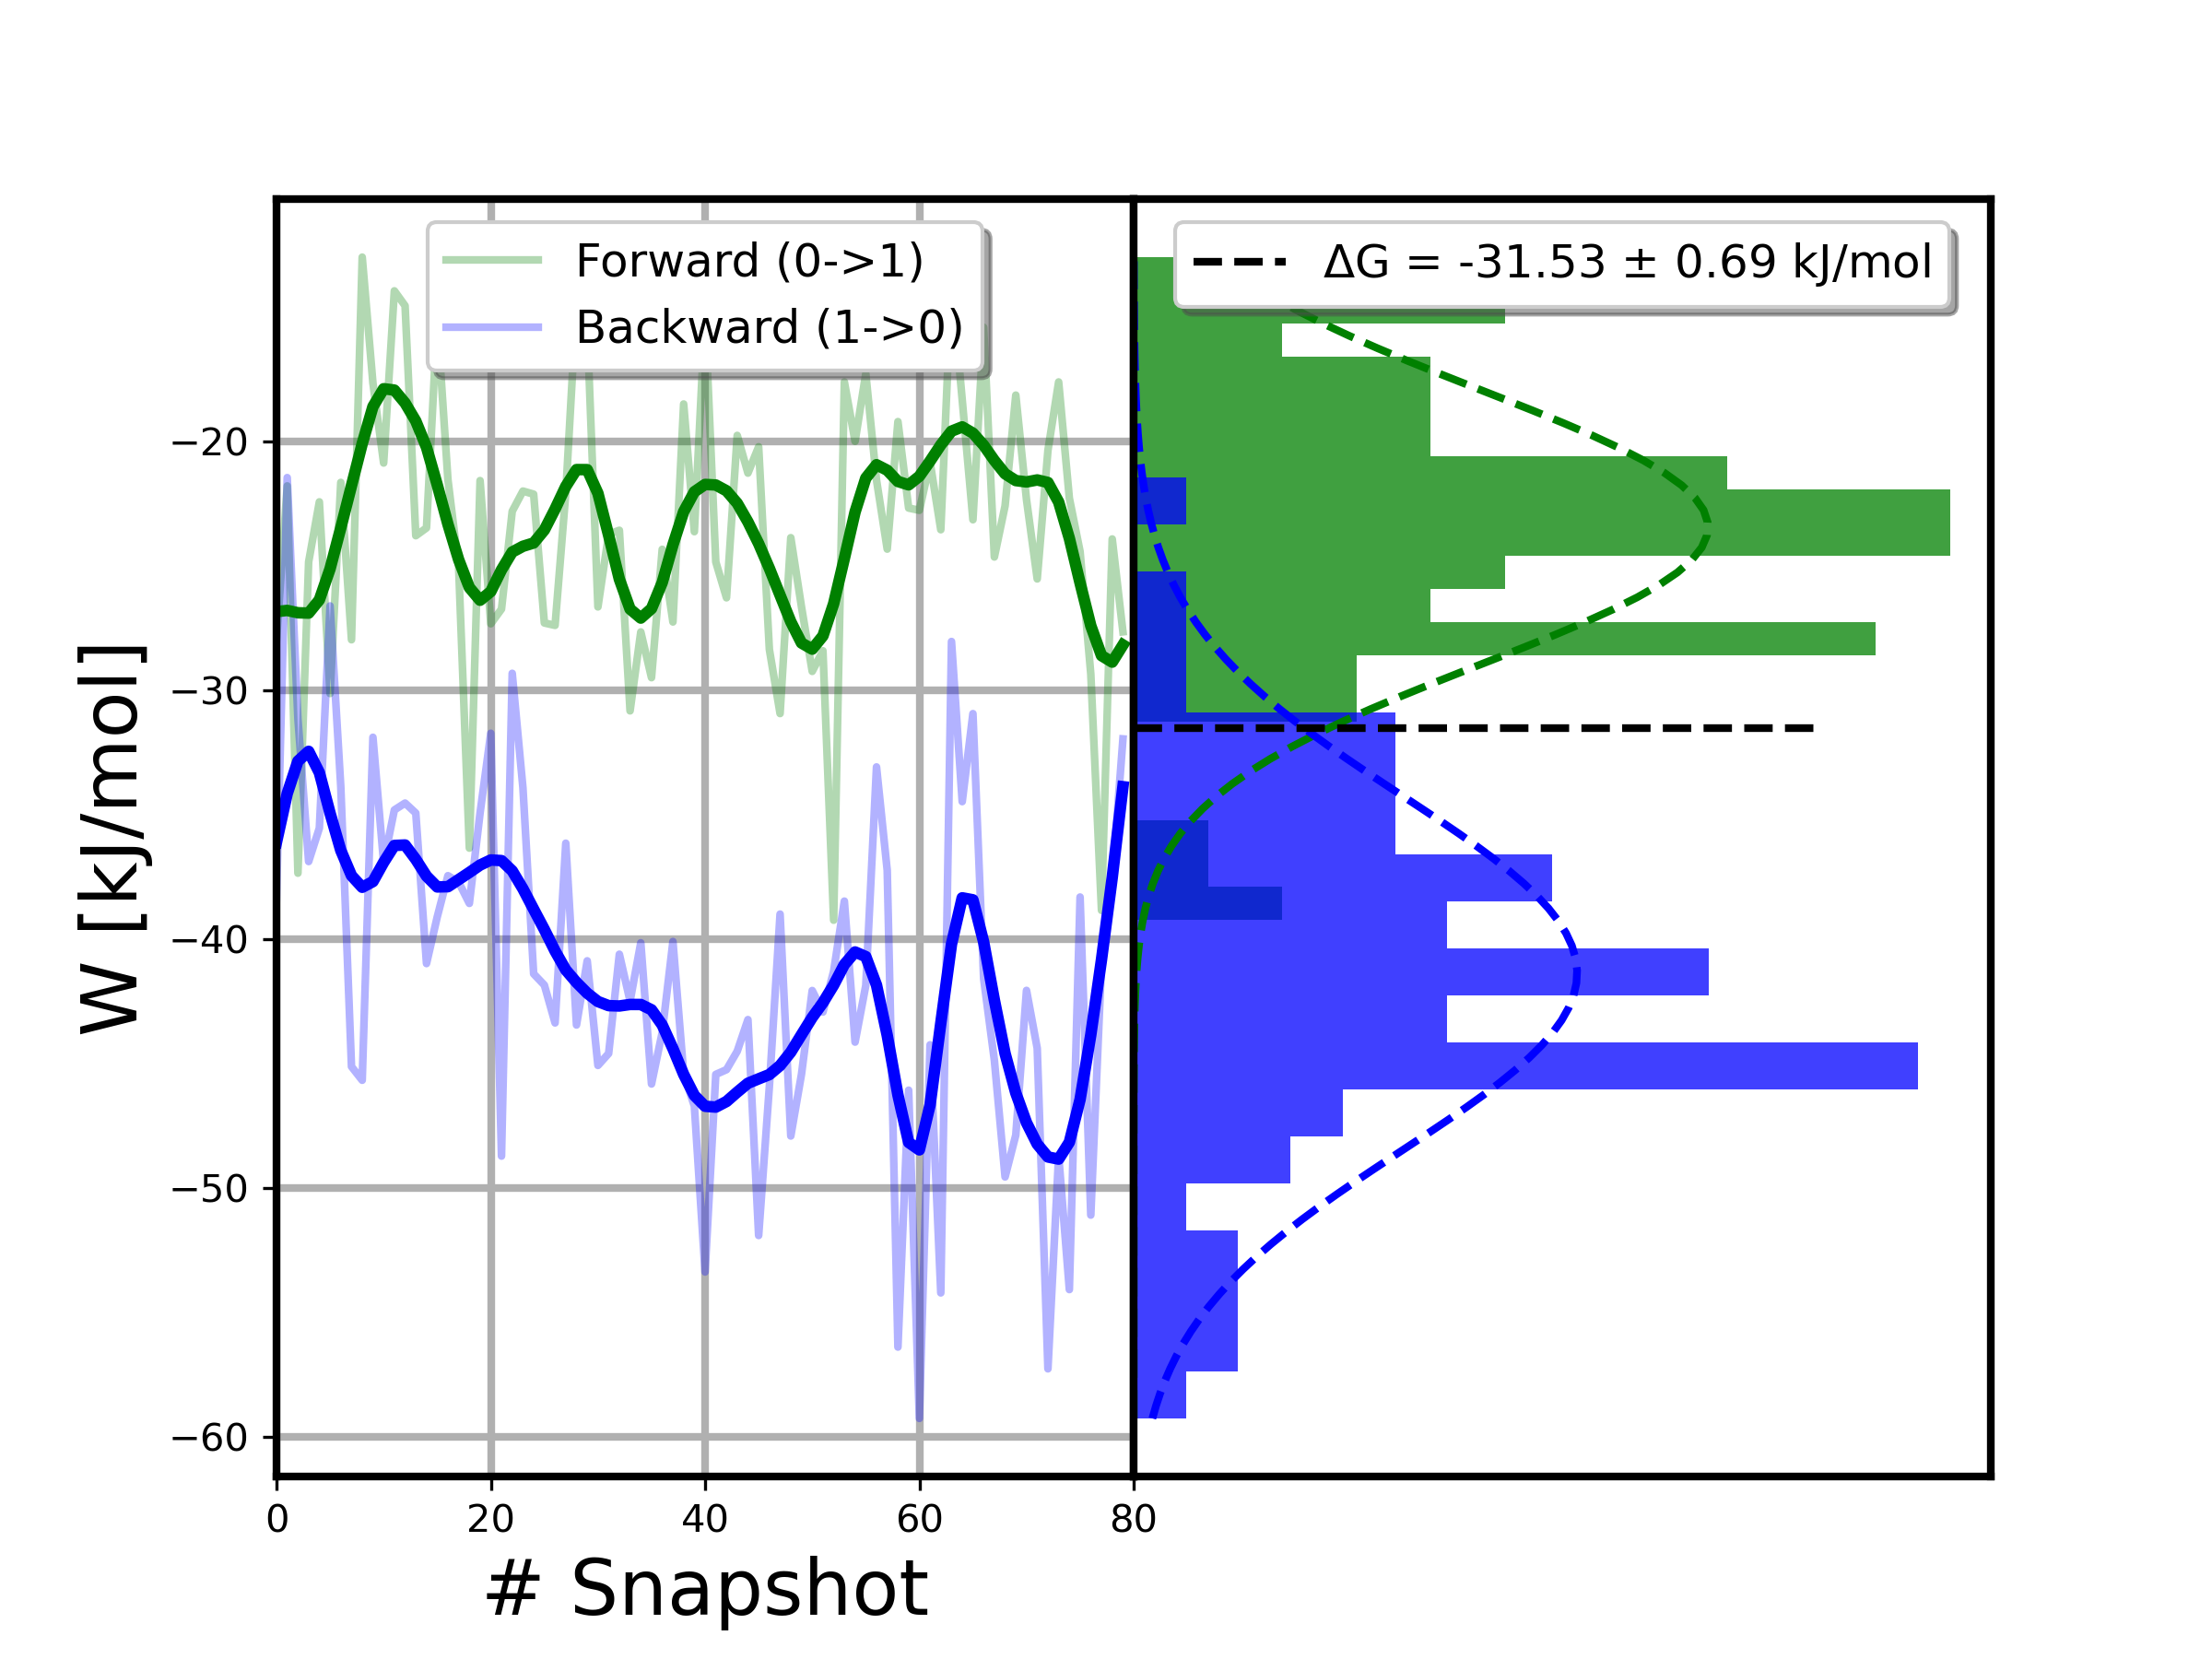 Forward (0->1)
Backward (1->0)
ΔG = -31.53 ± 0.69 kJ/mol
W [kJ/mol]
−20
−30
−40
−50
−60
0 20 40 60 80
# Snapshot